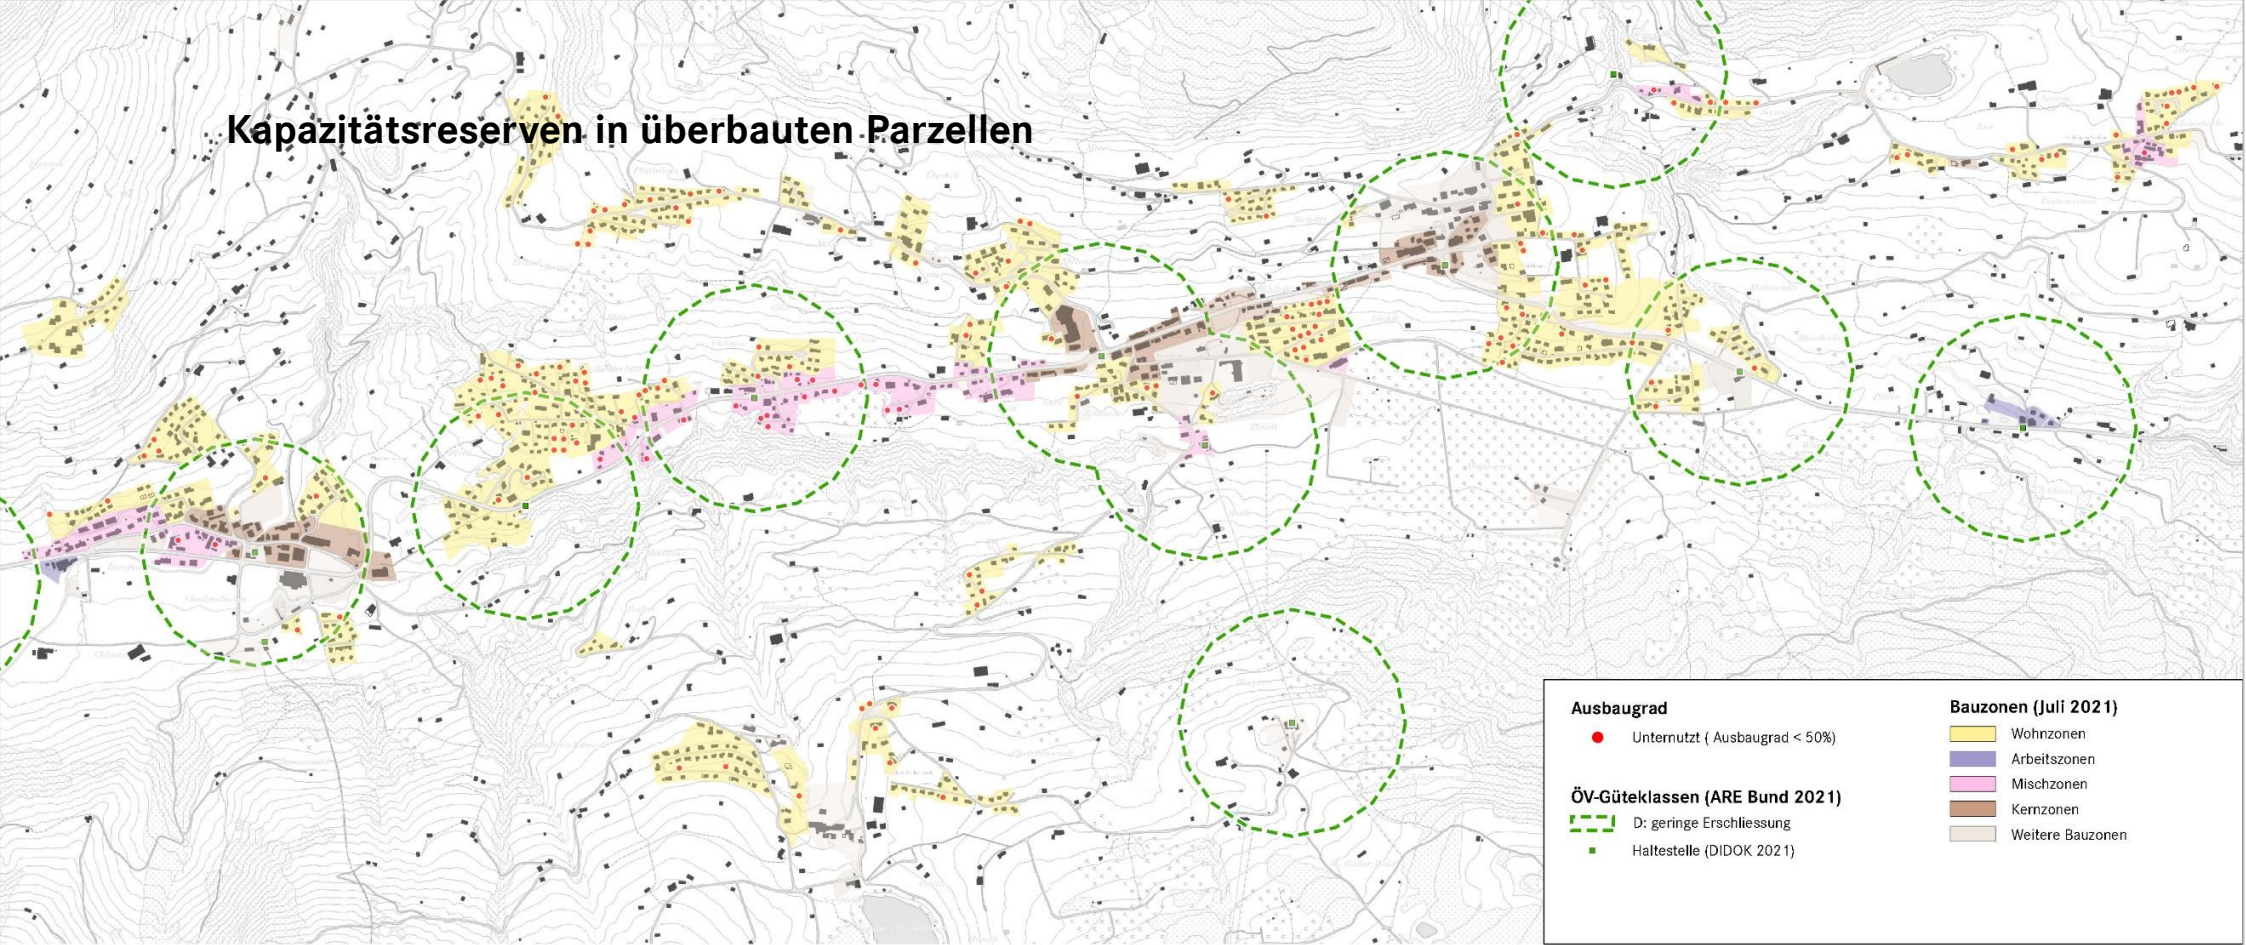 Kapazitätsreserven in überbauten Parzellen
Ausbaugrad
Unternutzt ( Ausbaugrad < 50%)
ÖV-Güteklassen (ARE Bund 2021)
D: geringe Erschliessung
Haltestelle (DIDOK 2021)
Bauzonen (Juli 2021)
Wohnzonen
Arbeitszonen
Mischzonen
Kernzonen
Weitere Bauzonen